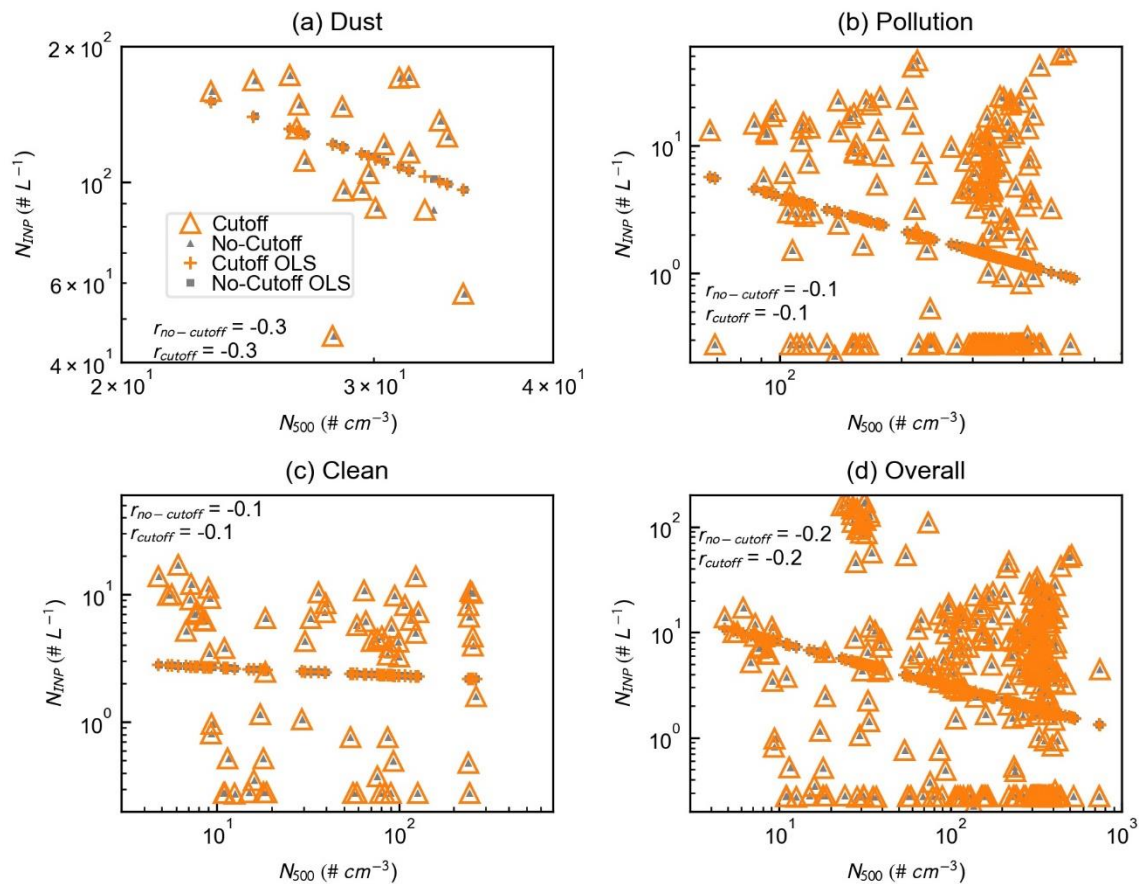 (a) Dust
2 × 10²
10²
6 × 10¹
4 × 10¹
N_INP (# L⁻¹)
Cutoff
No-Cutoff
Cutoff OLS
No-Cutoff OLS
r_no−cutoff = -0.3
r_cutoff = -0.3
2 × 10¹
3 × 10¹
4 × 10¹
N_500 (# cm⁻³)
(b) Pollution
10¹
10⁰
N_INP (# L⁻¹)
r_no−cutoff = -0.1
r_cutoff = -0.1
10²
N_500 (# cm⁻³)
(c) Clean
r_no−cutoff = -0.1
r_cutoff = -0.1
10¹
10⁰
N_INP (# L⁻¹)
10¹
10²
N_500 (# cm⁻³)
(d) Overall
10²
r_no−cutoff = -0.2
r_cutoff = -0.2
10¹
10⁰
N_INP (# L⁻¹)
10¹
10²
10³
N_500 (# cm⁻³)